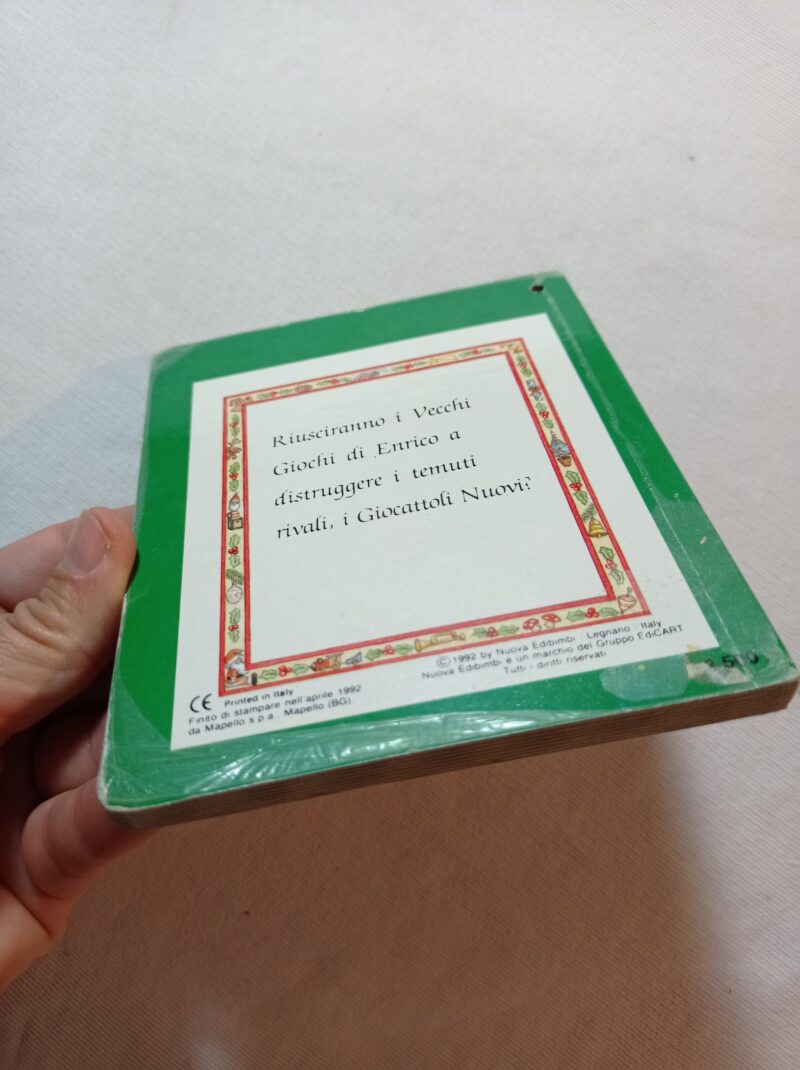 Riusciranno i Vecchi
Giochi di Enrico a
distruggere i temuti
rivali, i Giocattoli Nuovi?
© 1992 by Nuova Edibimbi · Legnano · Italy
Nuova Edibimbi è un marchio del Gruppo EdiCART
Tutti i diritti riservati
CE Printed in Italy
Finito di stampare nell'aprile 1992
da Mapello s.p.a. Mapello (BG)